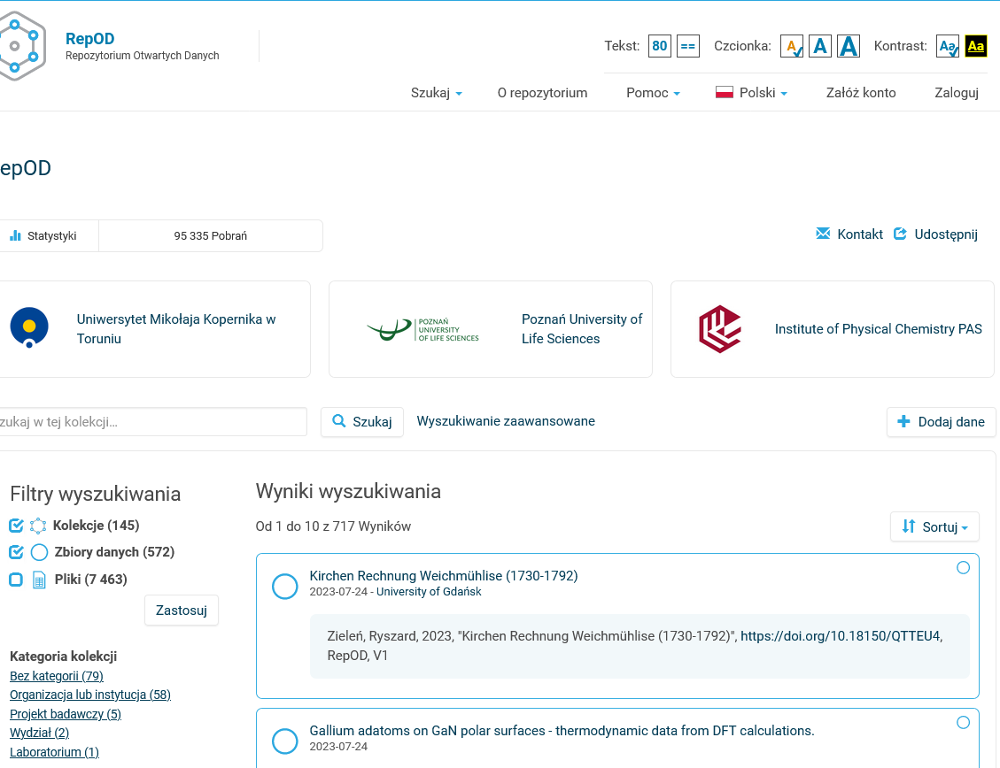 RepOD
Repozytorium Otwartych Danych
Tekst: 80 == Czcionka: A A A Kontrast: Aa Aa
Szukaj O repozytorium Pomoc Polski Załóż konto Zaloguj
epOD
Statystyki 95 335 Pobrań Kontakt Udostępnij
Uniwersytet Mikołaja Kopernika w
Toruniu
POZNAŃ
UNIVERSITY
OF LIFE SCIENCES
Poznań University of
Life Sciences
Institute of Physical Chemistry PAS
zukaj w tej kolekcji... Szukaj Wyszukiwanie zaawansowane Dodaj dane
Filtry wyszukiwania
Kolekcje (145)
Zbiory danych (572)
Pliki (7 463)
Zastosuj
Kategoria kolekcji
Bez kategorii (79)
Organizacja lub instytucja (58)
Projekt badawczy (5)
Wydział (2)
Laboratorium (1)
Wyniki wyszukiwania
Od 1 do 10 z 717 Wyników
Sortuj
Kirchen Rechnung Weichmühlise (1730-1792)
2023-07-24 - University of Gdańsk
Zieleń, Ryszard, 2023, "Kirchen Rechnung Weichmühlise (1730-1792)", https://doi.org/10.18150/QTTEU4,
RepOD, V1
Gallium adatoms on GaN polar surfaces - thermodynamic data from DFT calculations.
2023-07-24